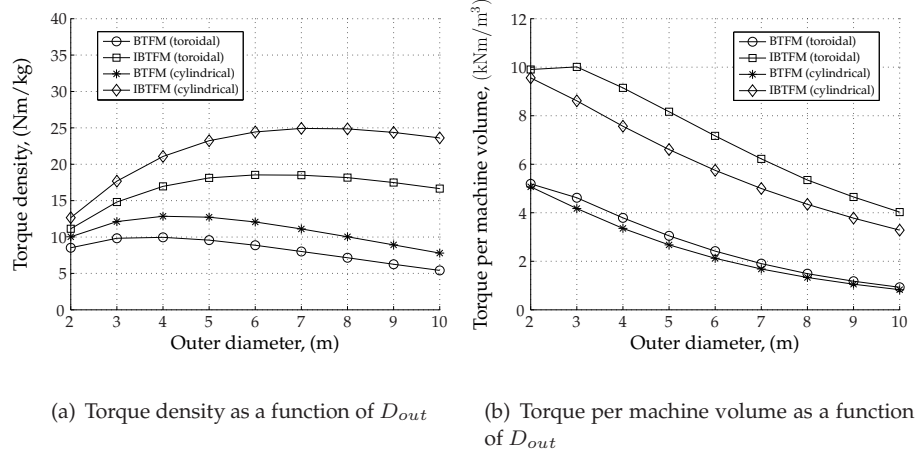 40
35
30
25
20
15
10
5
0
Torque density, (Nm/kg)
BTFM (toroidal)
IBTFM (toroidal)
BTFM (cylindrical)
IBTFM (cylindrical)
2 3 4 5 6 7 8 9 10
Outer diameter, (m)
(a) Torque density as a function of D_out
12
10
8
6
4
2
0
Torque per machine volume, (kNm/m³)
BTFM (toroidal)
IBTFM (toroidal)
BTFM (cylindrical)
IBTFM (cylindrical)
2 3 4 5 6 7 8 9 10
Outer diameter, (m)
(b) Torque per machine volume as a function
of D_out